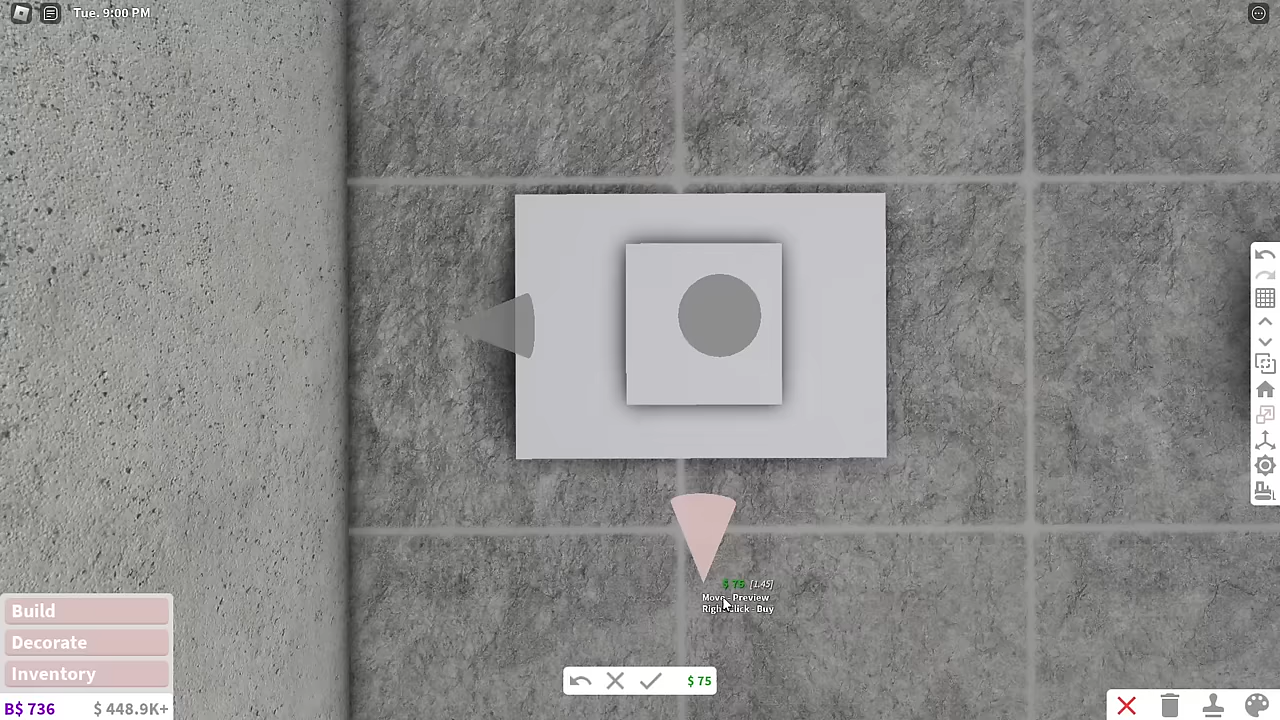 Tue. 9:00 PM
$ 75 [1.45]
Move - Preview
Right Click - Buy
Build
Decorate
Inventory
B$ 736 $ 448.9K+
$ 75